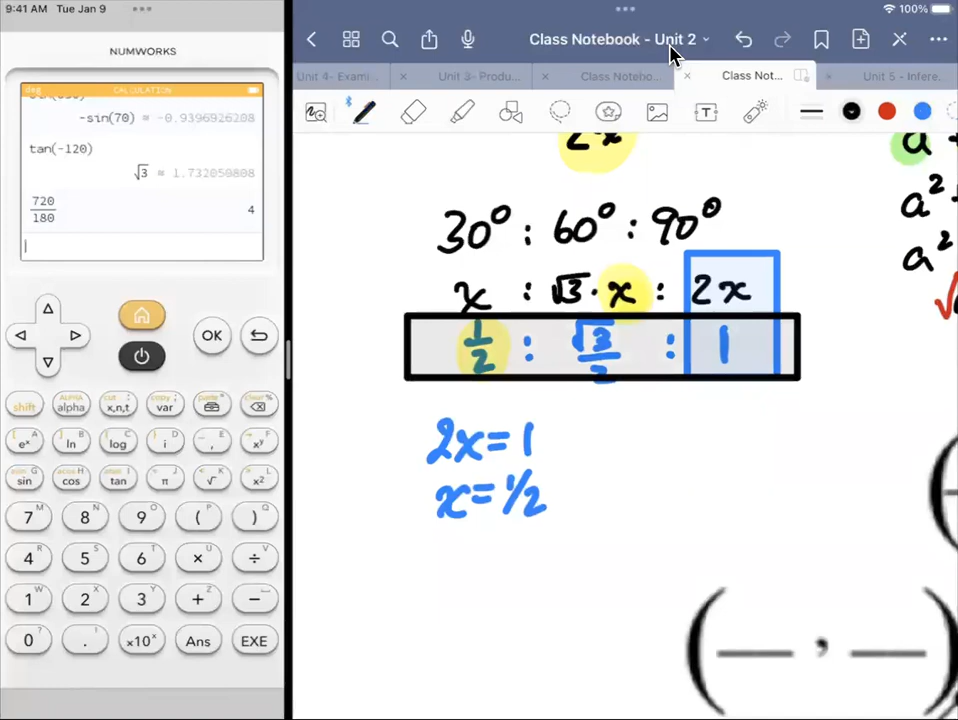 9:41 AM Tue Jan 9
100%
NUMWORKS
deg
CALCULATION
-sin(70) ≈ -0.9396926208
tan(-120)
√3 ≈ 1.732050808
720
180
4
shift
alpha
x,n,t
var
ln
log
i
,
sin
cos
tan
π
√
7 8 9 ( )
4 5 6 × ÷
1 2 3 + −
0 . ×10ˣ Ans EXE
OK
Class Notebook - Unit 2
Unit 4- Exami...
Unit 3- Produ...
Class Notebo...
Class Not...
Unit 5 - Infere...
2·x
30° : 60° : 90°
x : √3·x : 2x
1/2 : √3/2 : 1
2x=1
x=1/2
a
a²
a²
√
( __ , __ )